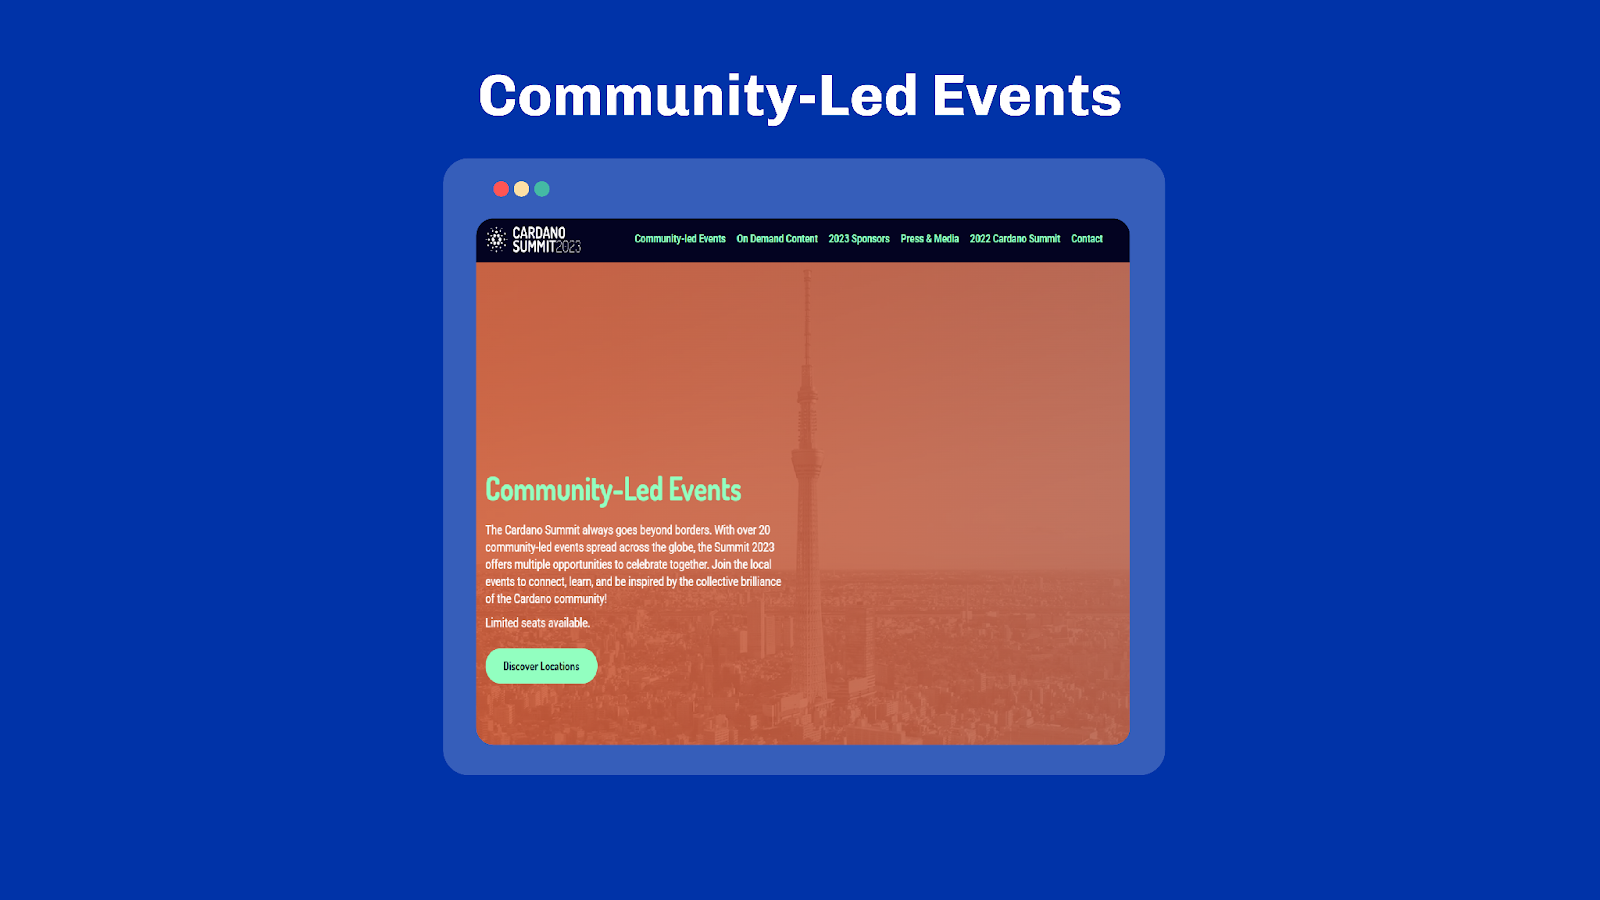 Community-Led Events
CARDANO
SUMMIT2023
Community-led Events On Demand Content 2023 Sponsors Press & Media 2022 Cardano Summit Contact
Community-Led Events
The Cardano Summit always goes beyond borders. With over 20
community-led events spread across the globe, the Summit 2023
offers multiple opportunities to celebrate together. Join the local
events to connect, learn, and be inspired by the collective brilliance
of the Cardano community!
Limited seats available.
Discover Locations